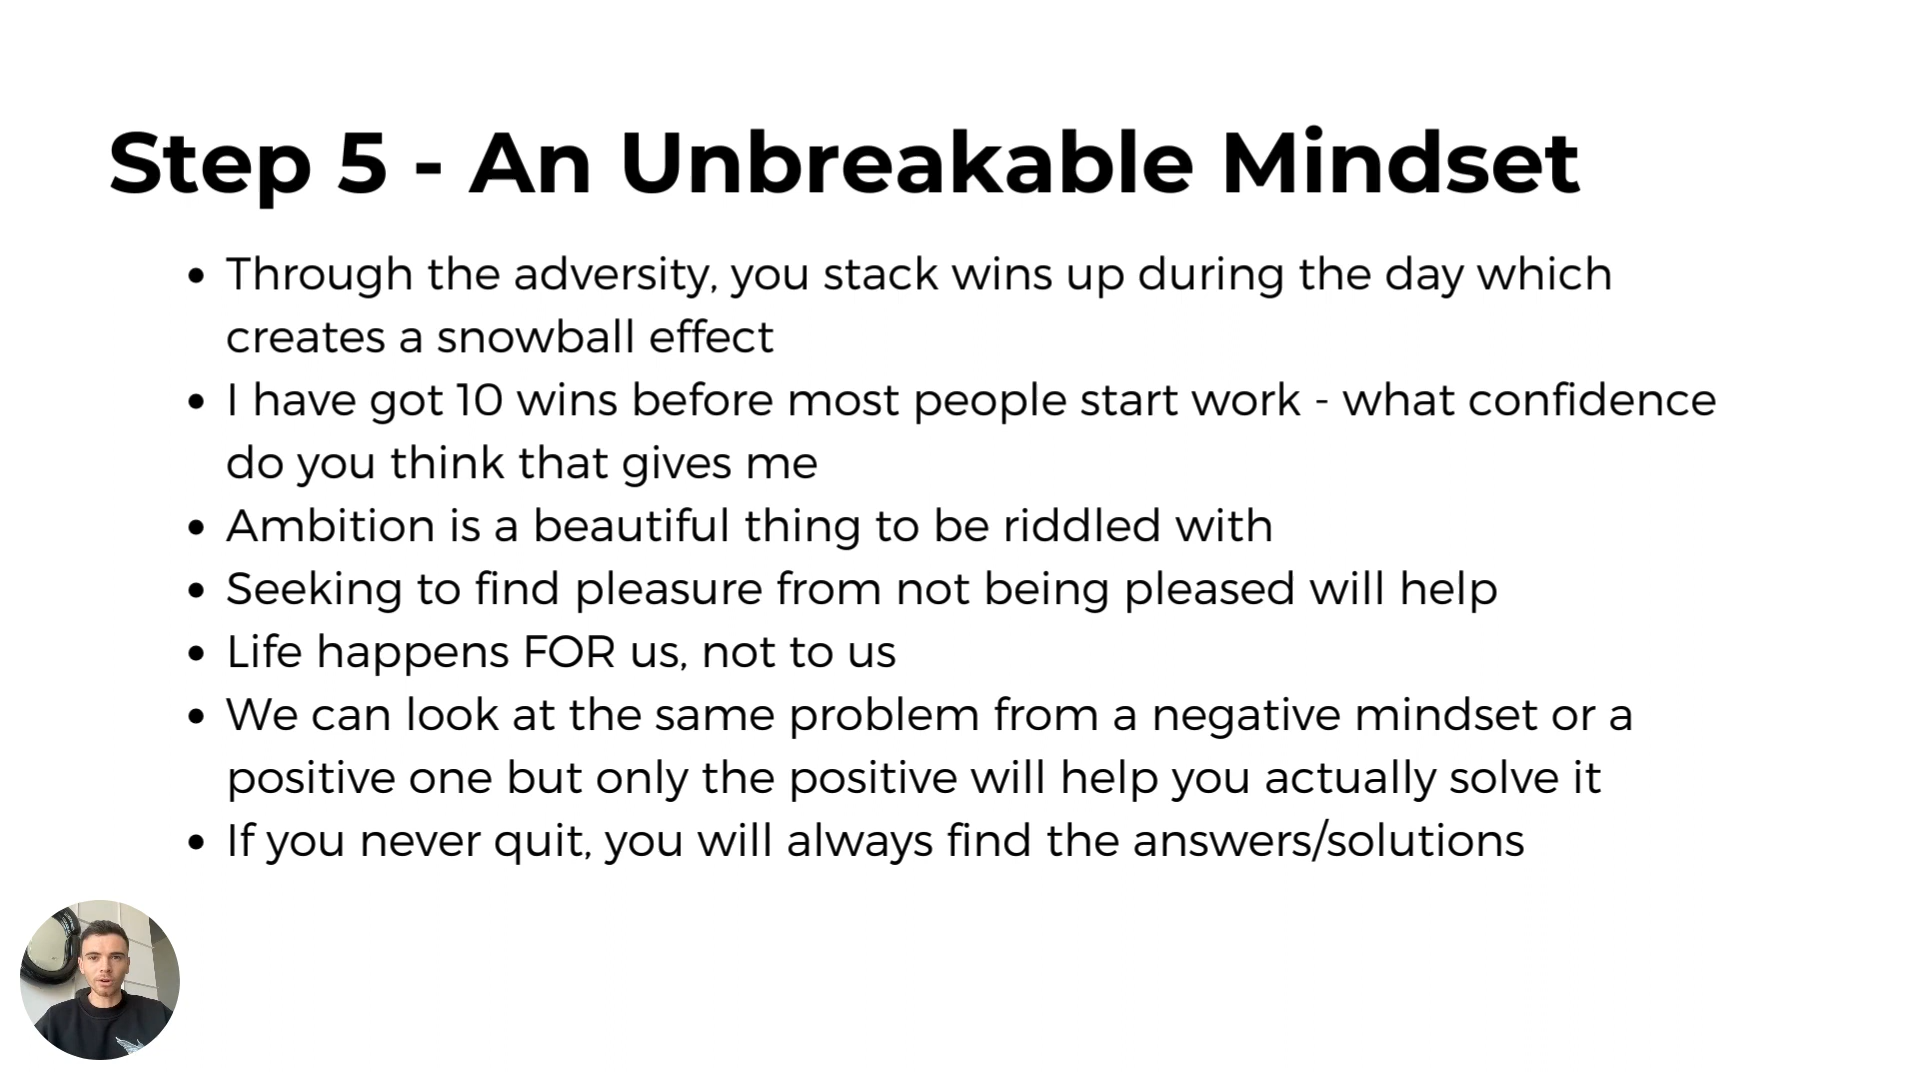 Step 5 - An Unbreakable Mindset
• Through the adversity, you stack wins up during the day which
creates a snowball effect
• I have got 10 wins before most people start work - what confidence
do you think that gives me
• Ambition is a beautiful thing to be riddled with
• Seeking to find pleasure from not being pleased will help
• Life happens FOR us, not to us
• We can look at the same problem from a negative mindset or a
positive one but only the positive will help you actually solve it
• If you never quit, you will always find the answers/solutions